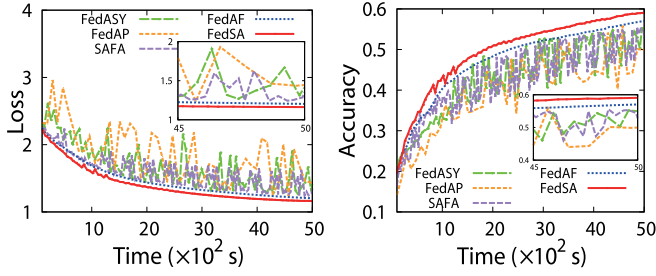 FedASY FedAF
FedAP FedSA
SAFA
4
3
2
1
Loss
2
1.5
1
45 50
10 20 30 40 50
Time (×10² s)
0.6
0.5
0.4
0.3
0.2
0.1
Accuracy
0.6
0.5
0.4
45 50
FedASY FedAF
FedAP FedSA
SAFA
10 20 30 40 50
Time (×10² s)